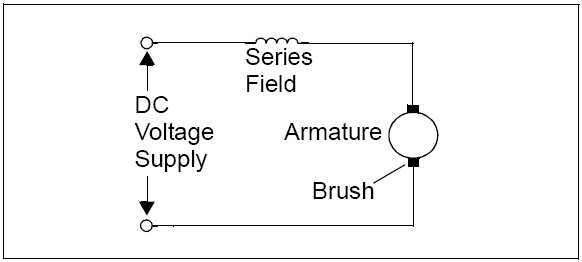 Series
Field
DC
Voltage
Supply
Armature
Brush